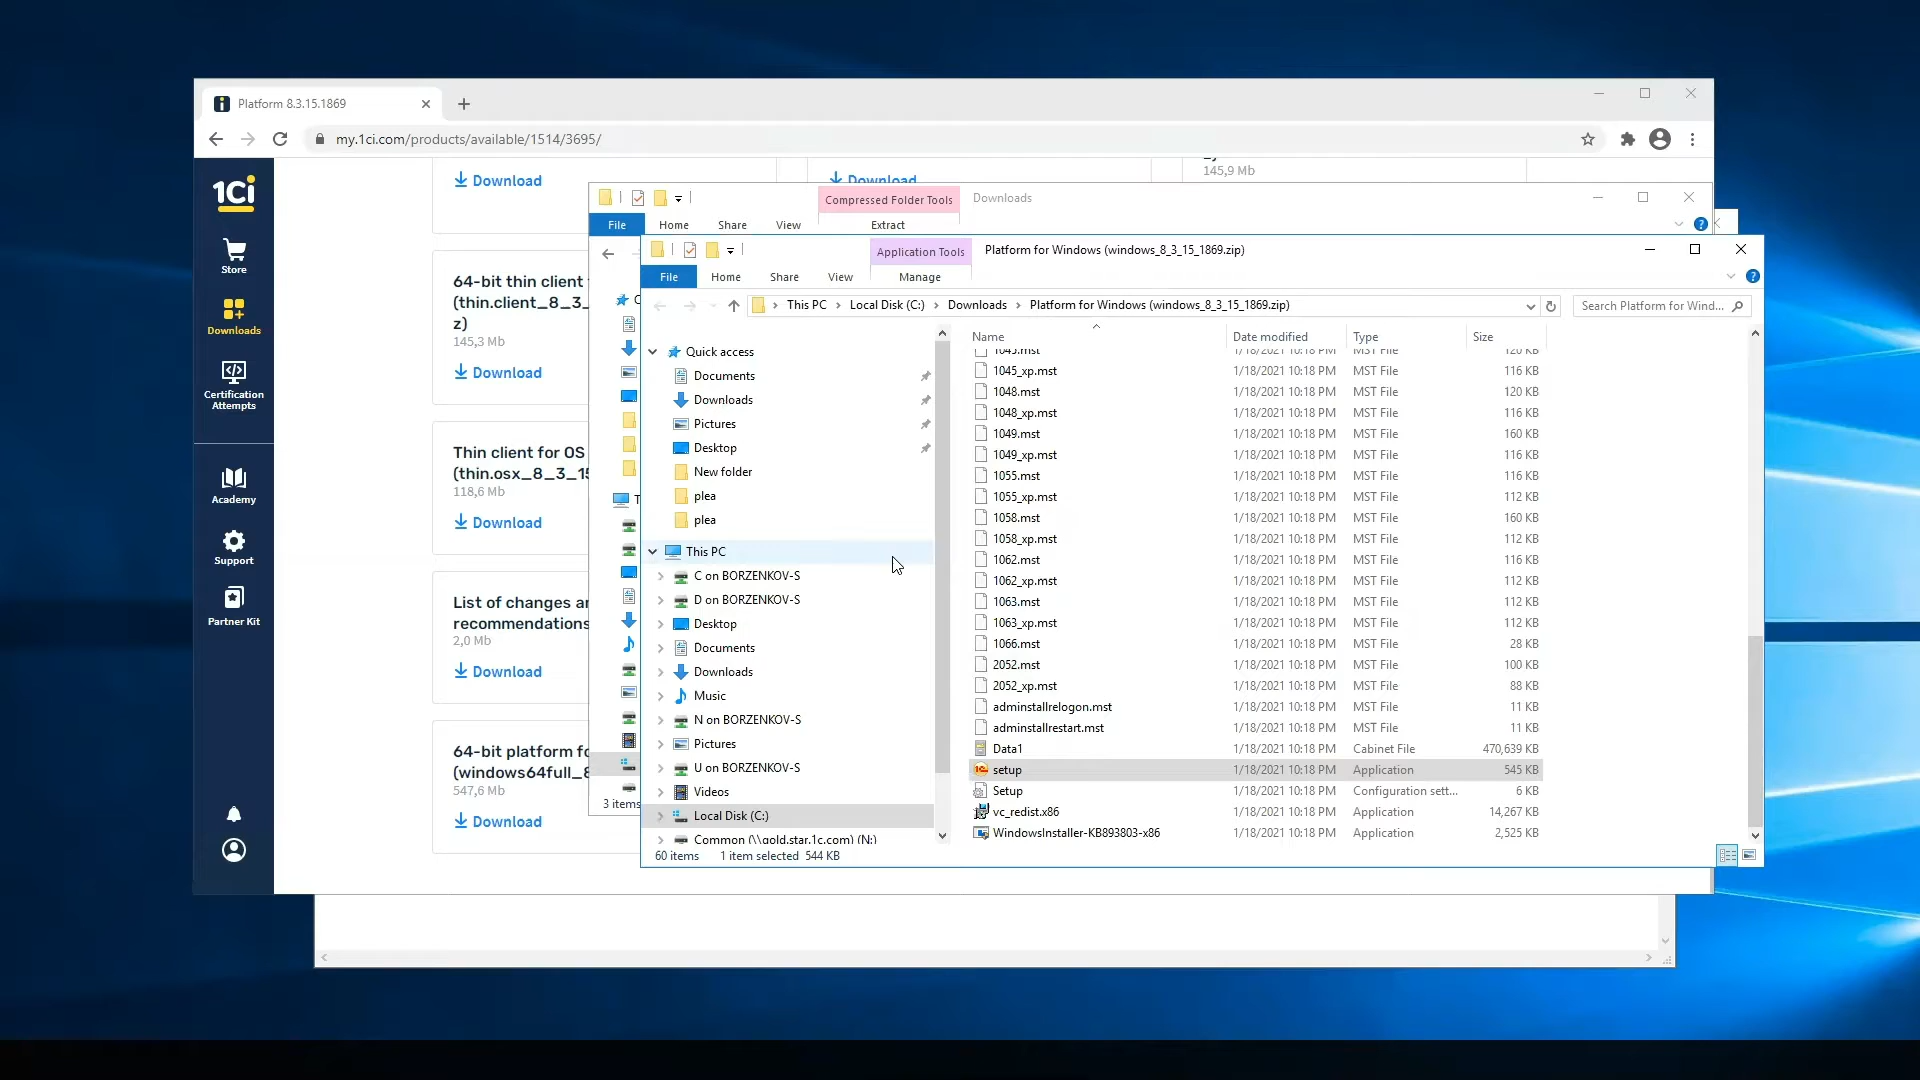 Platform 8.3.15.1869
my.1ci.com/products/available/1514/3695/
1Ci
Store
Downloads
Certification
Attempts
Academy
Support
Partner Kit
Download
Download
145,9 Mb
64-bit thin client
(thin.client_8_3_
z)
145,3 Mb
Download
Thin client for OS
(thin.osx_8_3_15
118,6 Mb
Download
List of changes
recommendations
2,0 Mb
Download
64-bit platform
(windows64full_8
547,6 Mb
Download
Compressed Folder Tools
Downloads
File
Home
Share
View
Extract
3 items
Application Tools
Platform for Windows (windows_8_3_15_1869.zip)
File
Home
Share
View
Manage
This PC
Local Disk (C:)
Downloads
Platform for Windows (windows_8_3_15_1869.zip)
Search Platform for Wind...
Quick access
Documents
Downloads
Pictures
Desktop
New folder
plea
plea
This PC
C on BORZENKOV-S
D on BORZENKOV-S
Desktop
Documents
Downloads
Music
N on BORZENKOV-S
Pictures
U on BORZENKOV-S
Videos
Local Disk (C:)
Common (\\gold.star.1c.com) (N:)
Name Date modified Type Size
1045.mst 1/18/2021 10:18 PM MST File 120 KB
1045_xp.mst 1/18/2021 10:18 PM MST File 116 KB
1048.mst 1/18/2021 10:18 PM MST File 120 KB
1048_xp.mst 1/18/2021 10:18 PM MST File 116 KB
1049.mst 1/18/2021 10:18 PM MST File 160 KB
1049_xp.mst 1/18/2021 10:18 PM MST File 116 KB
1055.mst 1/18/2021 10:18 PM MST File 116 KB
1055_xp.mst 1/18/2021 10:18 PM MST File 112 KB
1058.mst 1/18/2021 10:18 PM MST File 160 KB
1058_xp.mst 1/18/2021 10:18 PM MST File 112 KB
1062.mst 1/18/2021 10:18 PM MST File 116 KB
1062_xp.mst 1/18/2021 10:18 PM MST File 112 KB
1063.mst 1/18/2021 10:18 PM MST File 112 KB
1063_xp.mst 1/18/2021 10:18 PM MST File 112 KB
1066.mst 1/18/2021 10:18 PM MST File 28 KB
2052.mst 1/18/2021 10:18 PM MST File 100 KB
2052_xp.mst 1/18/2021 10:18 PM MST File 88 KB
adminstallrelogon.mst 1/18/2021 10:18 PM MST File 11 KB
adminstallrestart.mst 1/18/2021 10:18 PM MST File 11 KB
Data1 1/18/2021 10:18 PM Cabinet File 470,639 KB
setup 1/18/2021 10:18 PM Application 545 KB
Setup 1/18/2021 10:18 PM Configuration sett... 6 KB
vc_redist.x86 1/18/2021 10:18 PM Application 14,267 KB
WindowsInstaller-KB893803-x86 1/18/2021 10:18 PM Application 2,525 KB
60 items 1 item selected 544 KB